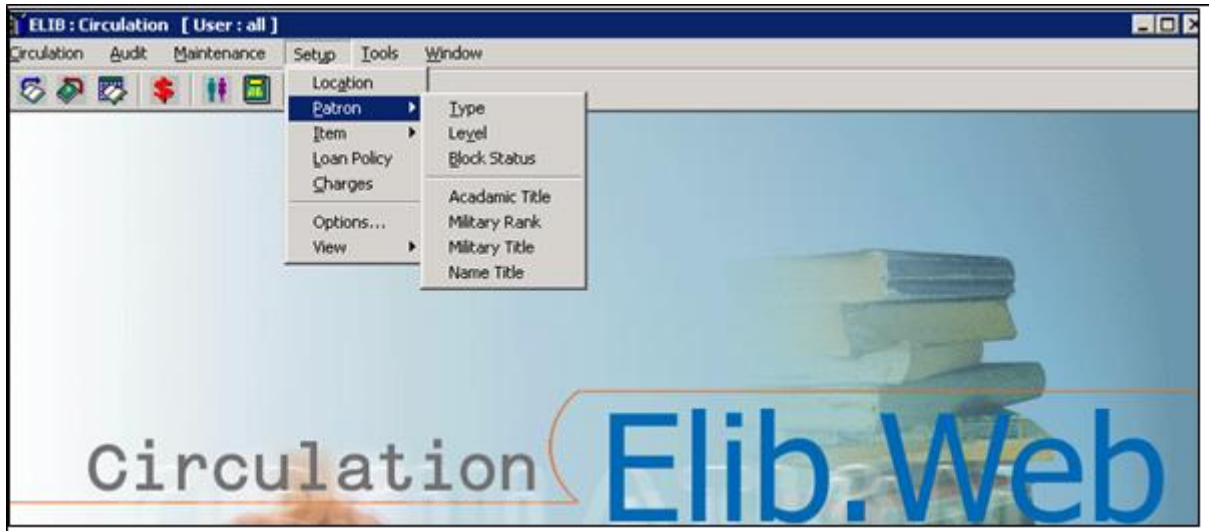 ELIB : Circulation [ User : all ]
Circulation Audit Maintenance Setup Tools Window
Location
Patron
Item
Loan Policy
Charges
Options...
View
Type
Level
Block Status
Acadamic Title
Military Rank
Military Title
Name Title
Circulation
Elib.Web